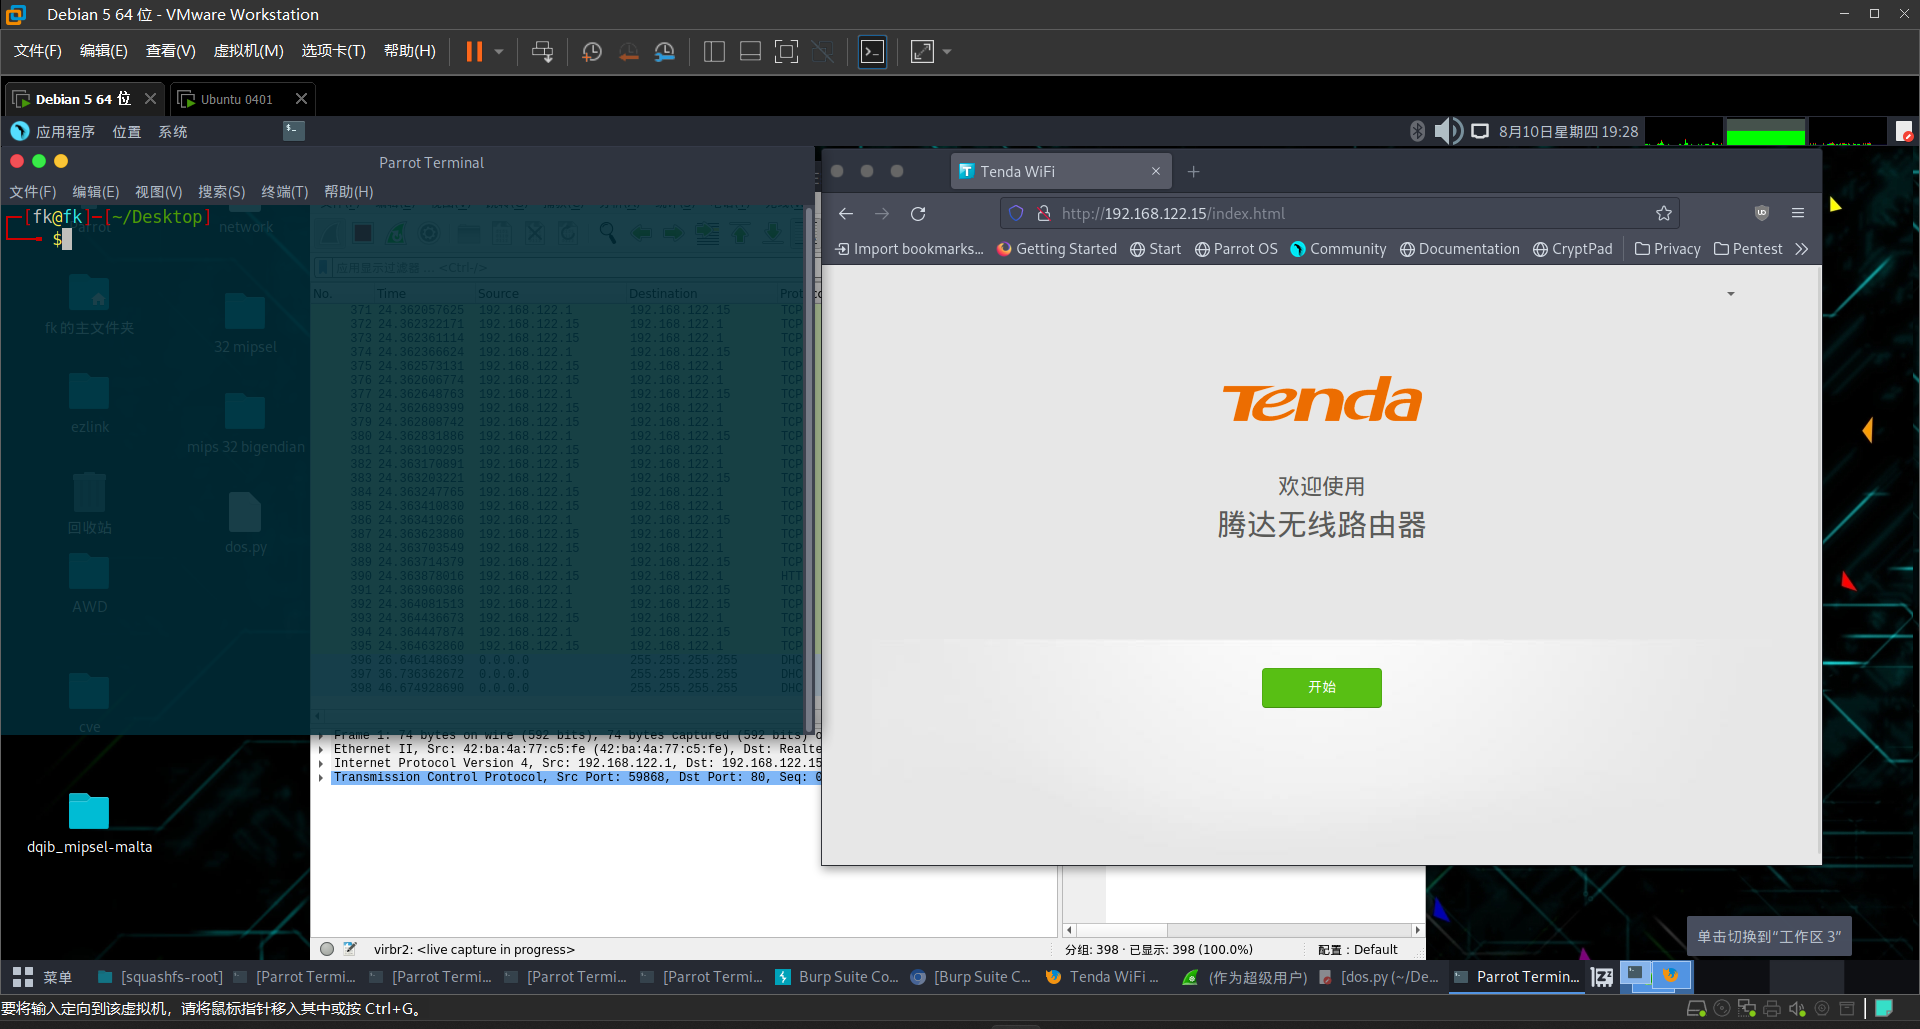 Debian 5 64 位 - VMware Workstation
文件(F) 编辑(E) 查看(V) 虚拟机(M) 选项卡(T) 帮助(H)
Debian 5 64 位
Ubuntu 0401
应用程序 位置 系统
8月10日星期四 19:28
Parrot Terminal
文件(F) 编辑(E) 视图(V) 搜索(S) 终端(T) 帮助(H)
[fk@fk]─[~/Desktop]
$
network
fk 的主文件夹
32 mipsel
ezlink
mips 32 bigendian
回收站
dos.py
AWD
cve
dqib_mipsel-malta
应用显示过滤器 … <Ctrl-/>
No. Time Source Destination
371 24.362057625 192.168.122.1 192.168.122.15 TCP
372 24.362322171 192.168.122.15 192.168.122.1 TCP
373 24.362361114 192.168.122.15 192.168.122.1 TCP
374 24.362366624 192.168.122.1 192.168.122.15 TCP
375 24.362573131 192.168.122.15 192.168.122.1 TCP
376 24.362606774 192.168.122.1 192.168.122.15 TCP
377 24.362648763 192.168.122.15 192.168.122.1 TCP
378 24.362689399 192.168.122.1 192.168.122.15 TCP
379 24.362808742 192.168.122.15 192.168.122.1 TCP
380 24.362831886 192.168.122.1 192.168.122.15 TCP
381 24.363109295 192.168.122.15 192.168.122.1 TCP
382 24.363170891 192.168.122.1 192.168.122.15 TCP
383 24.363203221 192.168.122.15 192.168.122.1 TCP
384 24.363247765 192.168.122.1 192.168.122.15 TCP
385 24.363410830 192.168.122.15 192.168.122.1 TCP
386 24.363419266 192.168.122.1 192.168.122.15 TCP
387 24.363623880 192.168.122.15 192.168.122.1 TCP
388 24.363703549 192.168.122.15 192.168.122.1 TCP
389 24.363714379 192.168.122.1 192.168.122.15 TCP
390 24.363878016 192.168.122.15 192.168.122.1 HTT
391 24.363960386 192.168.122.1 192.168.122.15 TCP
392 24.364081513 192.168.122.1 192.168.122.15 TCP
393 24.364436673 192.168.122.15 192.168.122.1 TCP
394 24.364447874 192.168.122.1 192.168.122.15 TCP
395 24.364632860 192.168.122.15 192.168.122.1 TCP
396 26.646148639 0.0.0.0 255.255.255.255 DHC
397 36.736362672 0.0.0.0 255.255.255.255 DHC
398 46.674928690 0.0.0.0 255.255.255.255 DHC
Frame 1: 74 bytes on wire (592 bits), 74 bytes captured (592 bits) o
Ethernet II, Src: 42:ba:4a:77:c5:fe (42:ba:4a:77:c5:fe), Dst: Realte
Internet Protocol Version 4, Src: 192.168.122.1, Dst: 192.168.122.15
Transmission Control Protocol, Src Port: 59868, Dst Port: 80, Seq: 0
virbr2: <live capture in progress>
分组: 398 · 已显示: 398 (100.0%)
配置：Default
Tenda WiFi
http://192.168.122.15/index.html
Import bookmarks… Getting Started Start Parrot OS Community Documentation CryptPad Privacy Pentest
Tenda
欢迎使用
腾达无线路由器
开始
单击切换到“工作区 3”
菜单 [squashfs-root] [Parrot Termi… [Parrot Termi… [Parrot Termi… [Parrot Termi… Burp Suite Co… [Burp Suite C… Tenda WiFi … (作为超级用户) [dos.py (~/De… Parrot Termin…
要将输入定向到该虚拟机，请将鼠标指针移入其中或按 Ctrl+G。